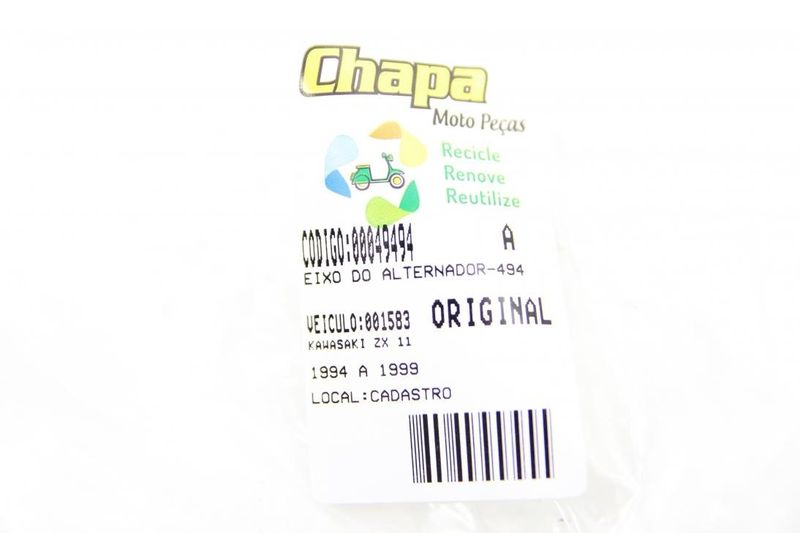 Chapa
Moto Peças
Recicle
Renove
Reutilize
CODIGO:00049494 A
EIXO DO ALTERNADOR-494
VEICULO:001583 ORIGINAL
KAWASAKI ZX 11
1994 A 1999
LOCAL:CADASTRO